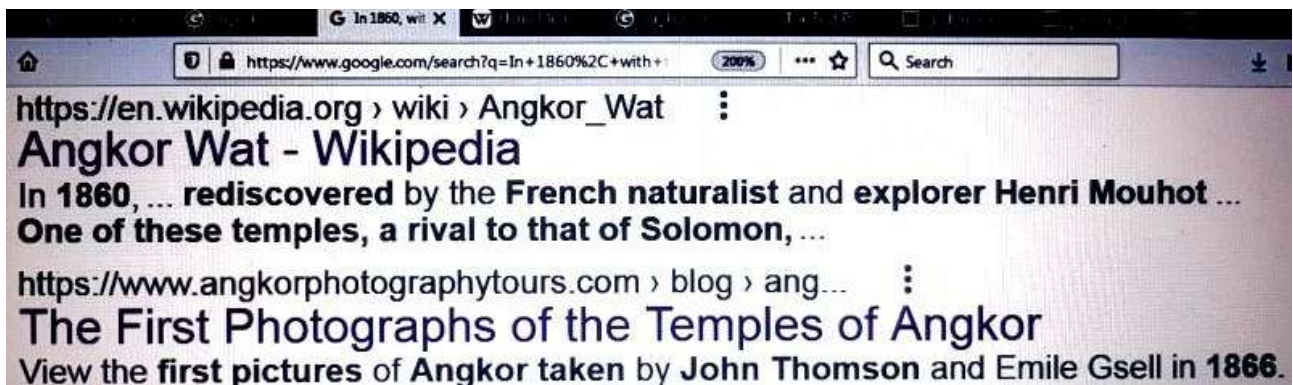 G In 1860, wit X W G
https://www.google.com/search?q=In+1860%2C+with+ 200% ... Search
https://en.wikipedia.org › wiki › Angkor_Wat
Angkor Wat - Wikipedia
In 1860, ... rediscovered by the French naturalist and explorer Henri Mouhot ...
One of these temples, a rival to that of Solomon, ...
https://www.angkorphotographytours.com › blog › ang...
The First Photographs of the Temples of Angkor
View the first pictures of Angkor taken by John Thomson and Emile Gsell in 1866.